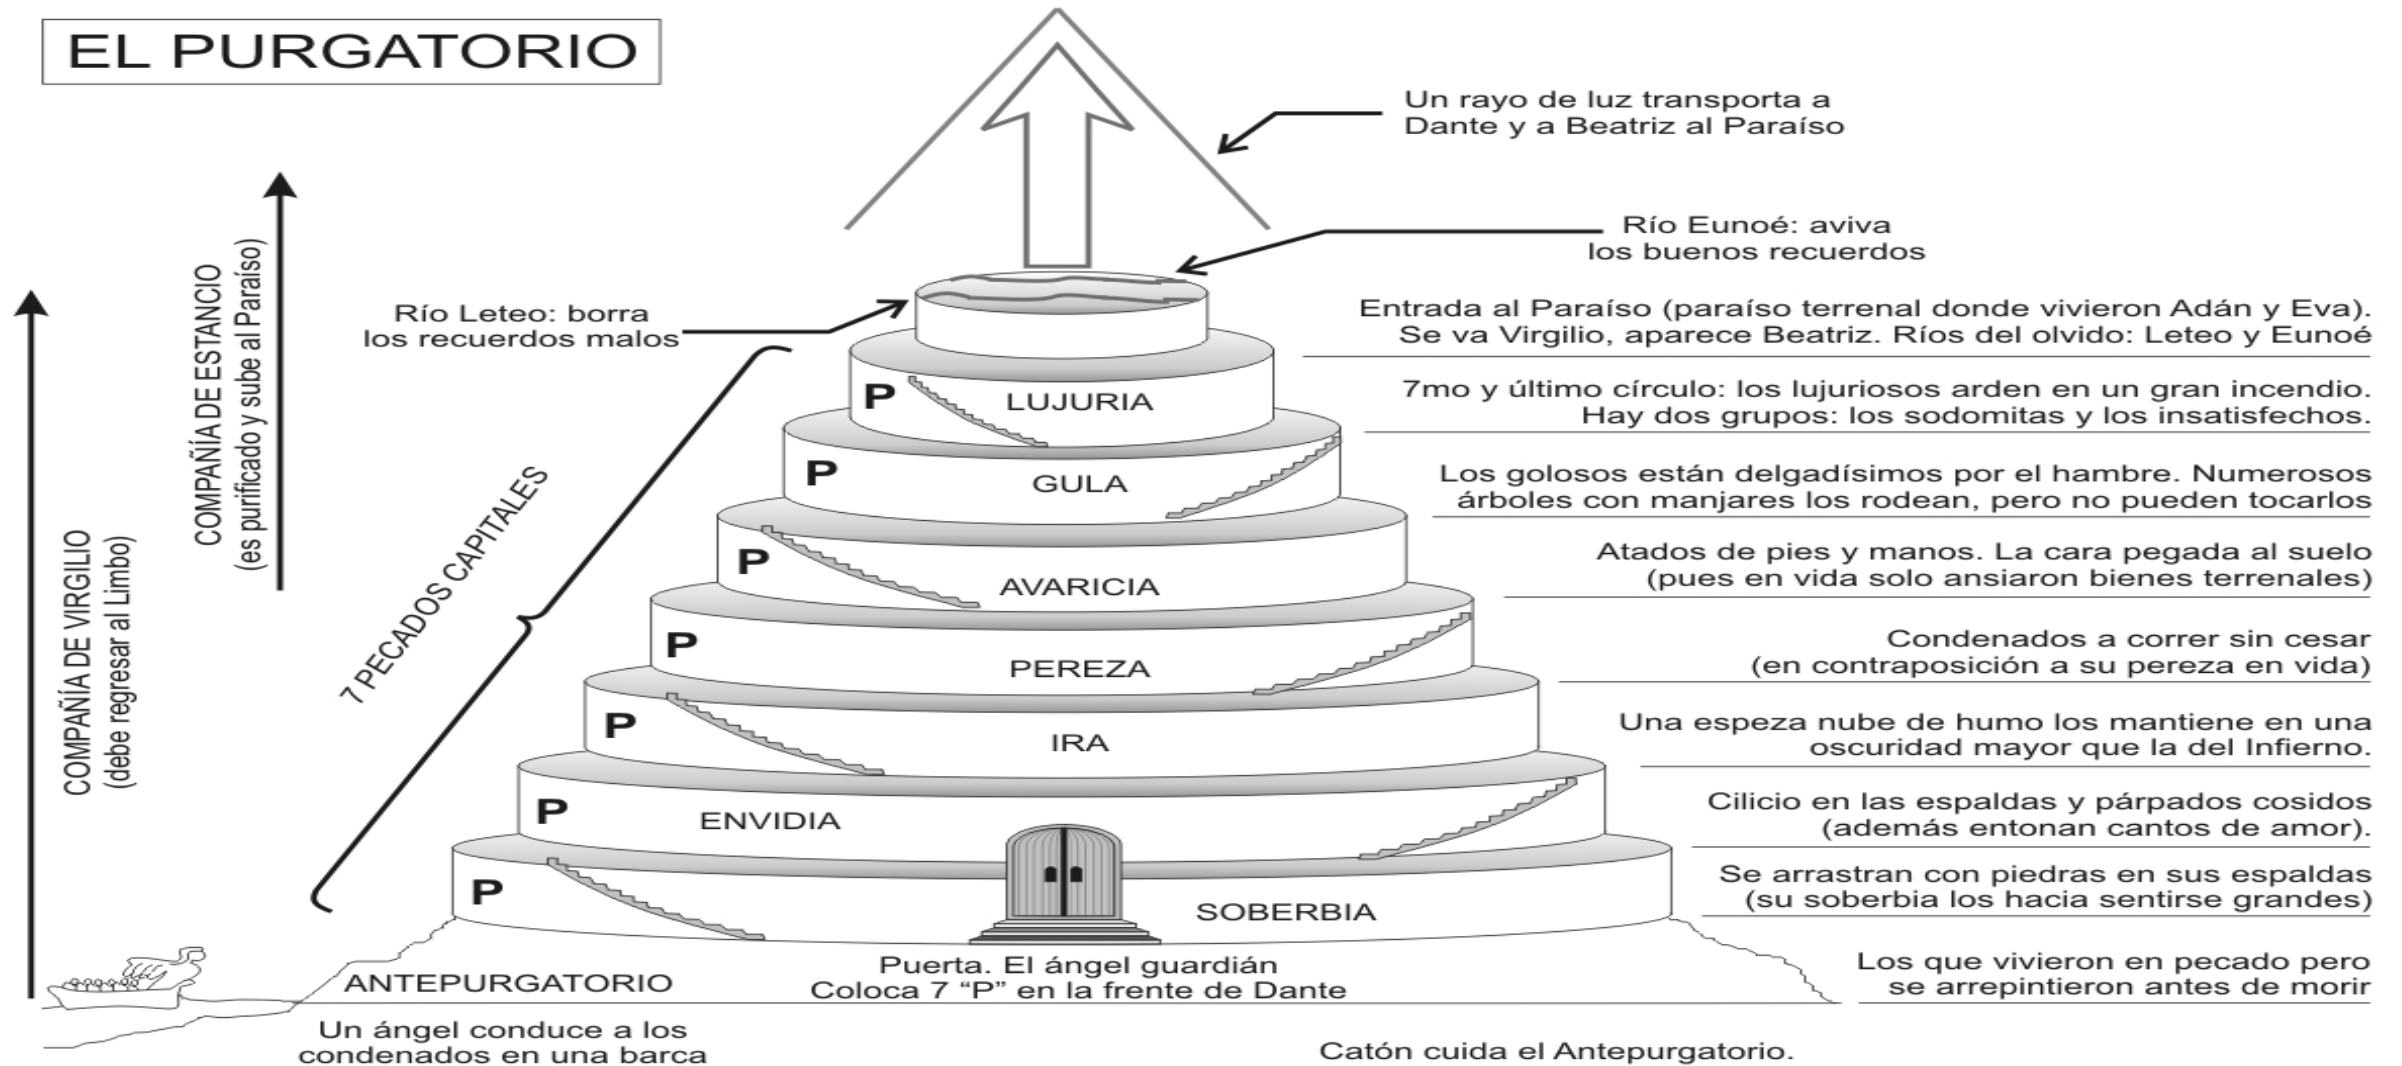 EL PURGATORIO
Un rayo de luz transporta a
Dante y a Beatriz al Paraíso
Río Eunoé: aviva
los buenos recuerdos
Río Leteo: borra
los recuerdos malos
Entrada al Paraíso (paraíso terrenal donde vivieron Adán y Eva).
Se va Virgilio, aparece Beatriz. Ríos del olvido: Leteo y Eunoé
COMPAÑÍA DE VIRGILIO
(debe regresar al Limbo)
COMPAÑÍA DE ESTANCIO
(es purificado y sube al Paraíso)
7 PECADOS CAPITALES
P
LUJURIA
7mo y último círculo: los lujuriosos arden en un gran incendio.
Hay dos grupos: los sodomitas y los insatisfechos.
P
GULA
Los golosos están delgadísimos por el hambre. Numerosos
árboles con manjares los rodean, pero no pueden tocarlos
P
AVARICIA
Atados de pies y manos. La cara pegada al suelo
(pues en vida solo ansiaron bienes terrenales)
P
PEREZA
Condenados a correr sin cesar
(en contraposición a su pereza en vida)
P
IRA
Una espeza nube de humo los mantiene en una
oscuridad mayor que la del Infierno.
P
ENVIDIA
Cilicio en las espaldas y párpados cosidos
(además entonan cantos de amor).
P
SOBERBIA
Se arrastran con piedras en sus espaldas
(su soberbia los hacia sentirse grandes)
ANTEPURGATORIO
Puerta. El ángel guardián
Coloca 7 “P” en la frente de Dante
Los que vivieron en pecado pero
se arrepintieron antes de morir
Un ángel conduce a los
condenados en una barca
Catón cuida el Antepurgatorio.